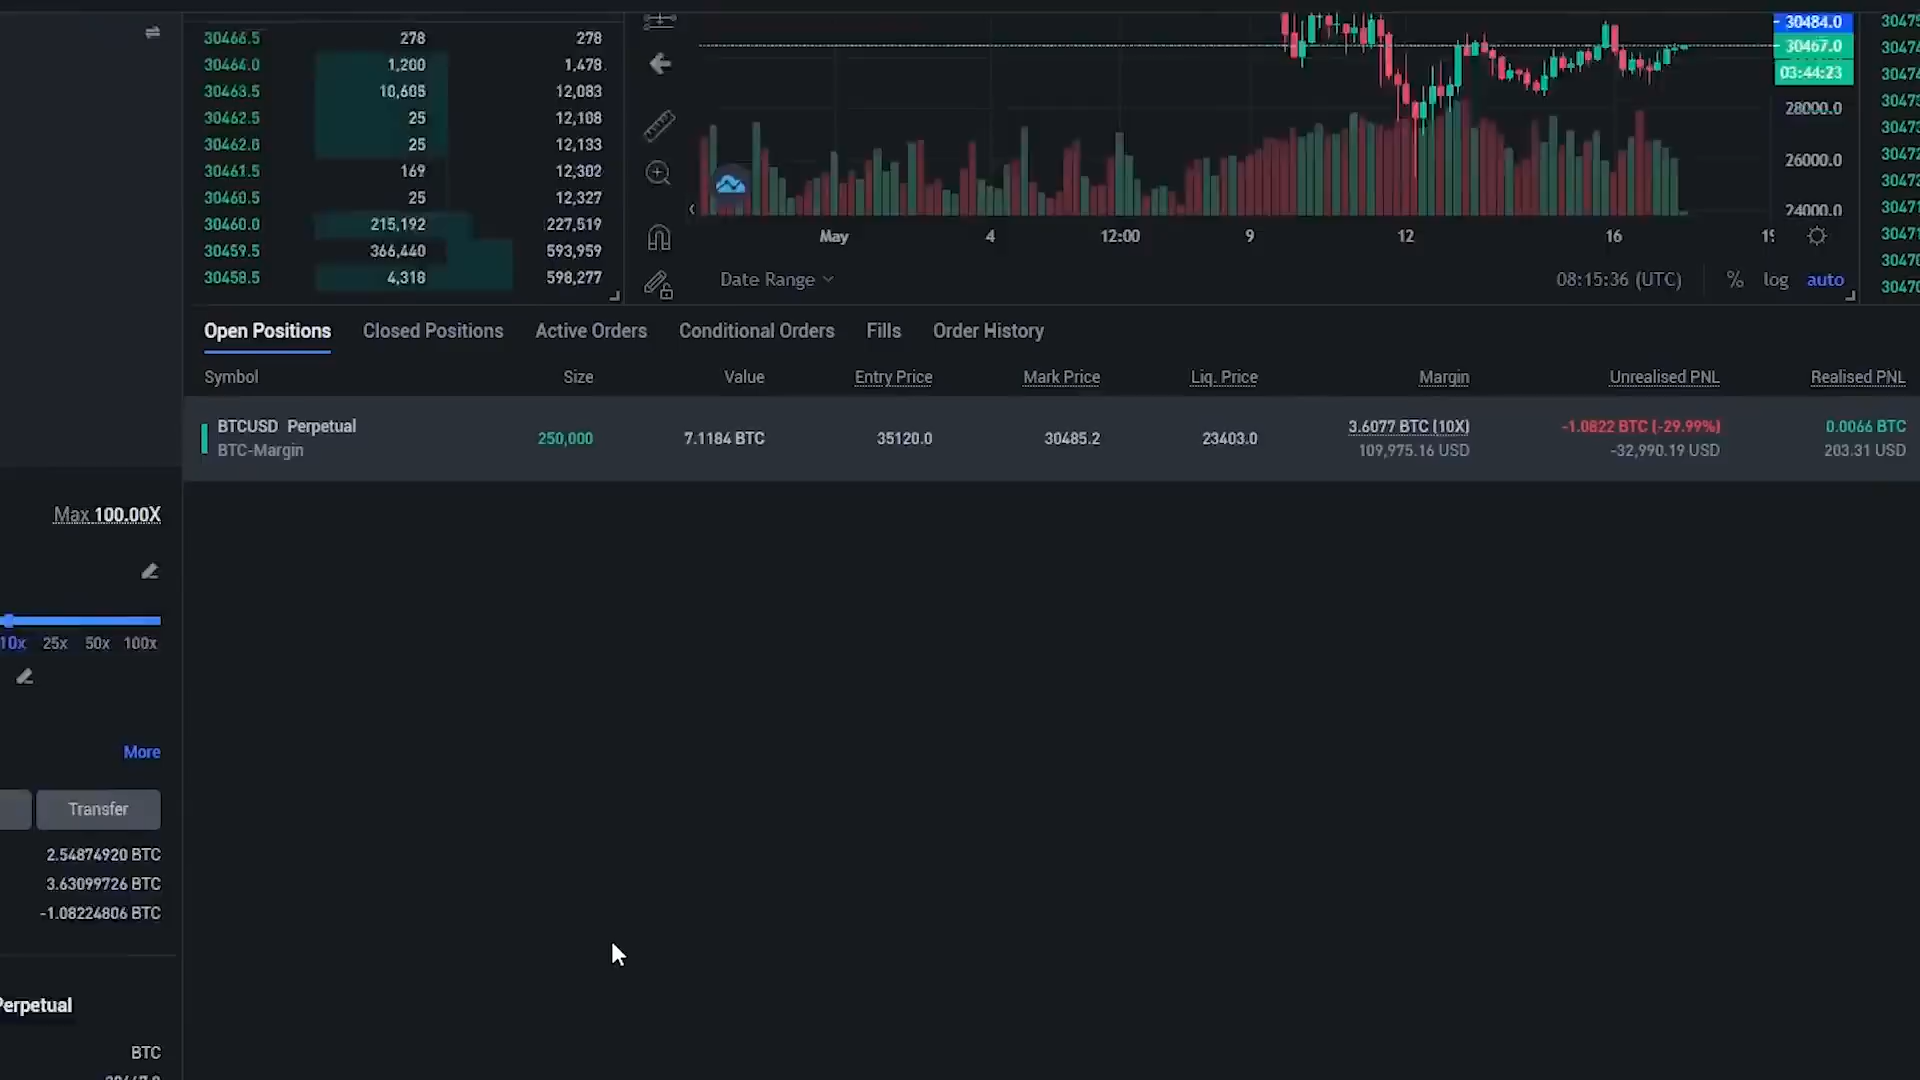 30466.5 278 278
30464.0 1,200 1,478
30463.5 10,605 12,083
30462.5 25 12,108
30462.0 25 12,133
30461.5 169 12,302
30460.5 25 12,327
30460.0 215,192 227,519
30459.5 366,440 593,959
30458.5 4,318 598,277
30484.0
30467.0
03:44:23
28000.0
26000.0
24000.0
May 4 12:00 9 12 16
Date Range 08:15:36 (UTC) % log auto
Open Positions Closed Positions Active Orders Conditional Orders Fills Order History
Symbol Size Value Entry Price Mark Price Liq. Price Margin Unrealised PNL Realised PNL
BTCUSD Perpetual 250,000 7.1184 BTC 35120.0 30485.2 23403.0 3.6077 BTC (10X) -1.0822 BTC (-29.99%) 0.0066 BTC
BTC-Margin 109,975.16 USD -32,990.19 USD 203.31 USD
Max 100.00X
10x 25x 50x 100x
More
Transfer
2.54874920 BTC
3.63099726 BTC
-1.08224806 BTC
Perpetual
BTC